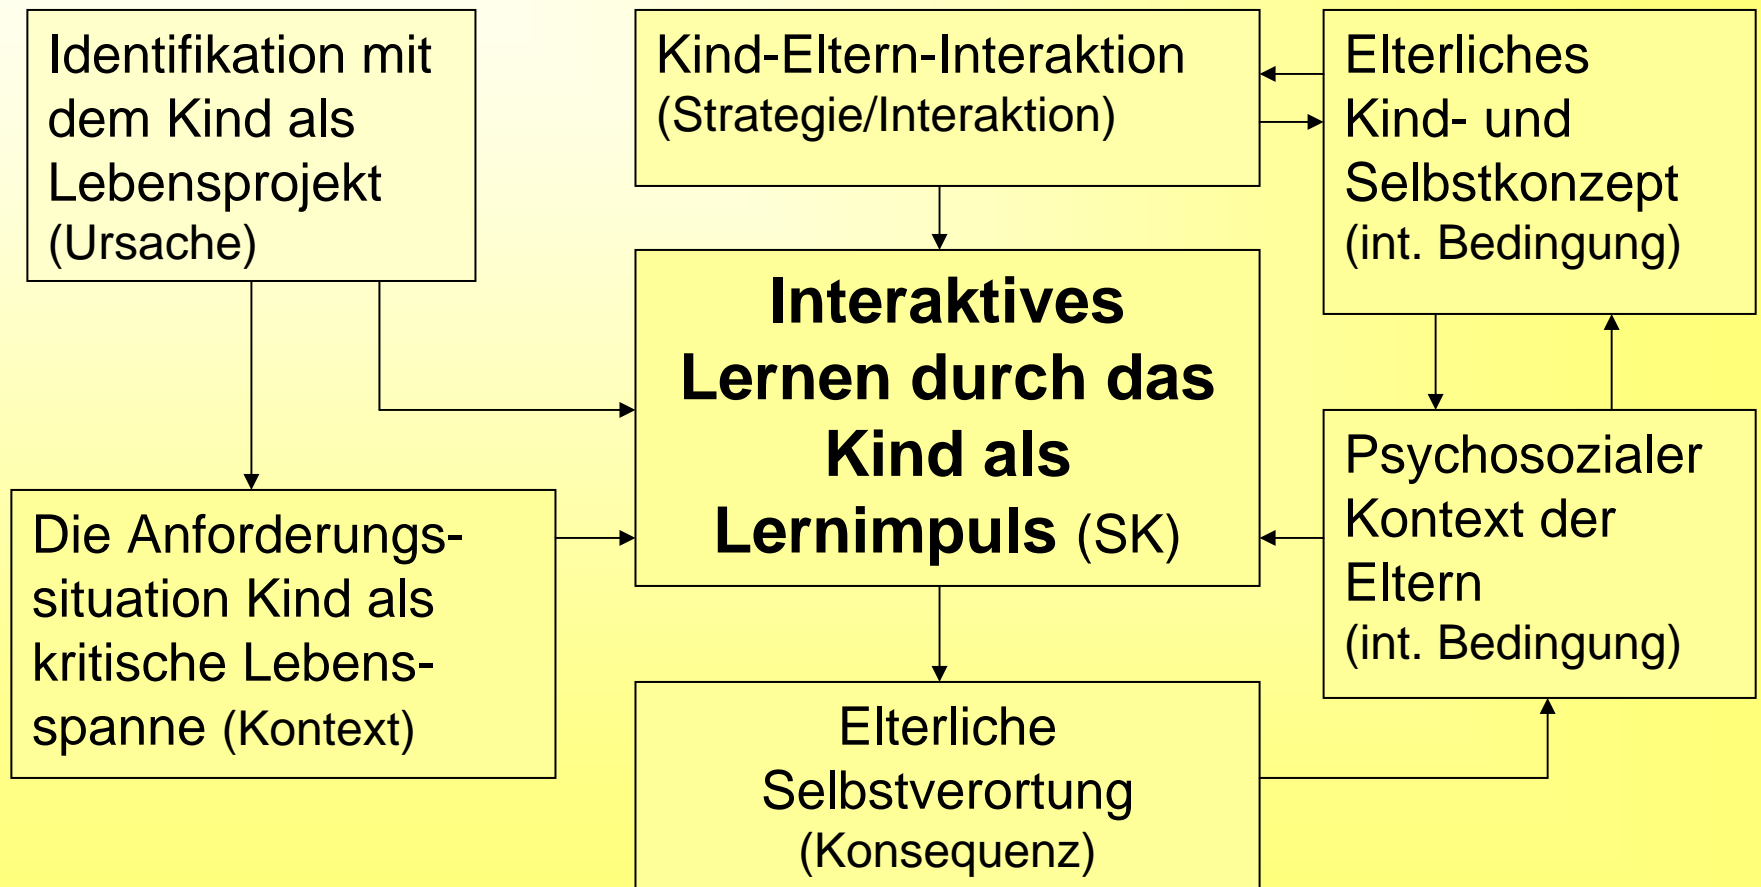 Identifikation mit
dem Kind als
Lebensprojekt
(Ursache)
Kind-Eltern-Interaktion
(Strategie/Interaktion)
Elterliches
Kind- und
Selbstkonzept
(int. Bedingung)
Interaktives
Lernen durch das
Kind als
Lernimpuls (SK)
Die Anforderungs-
situation Kind als
kritische Lebens-
spanne (Kontext)
Psychosozialer
Kontext der
Eltern
(int. Bedingung)
Elterliche
Selbstverortung
(Konsequenz)